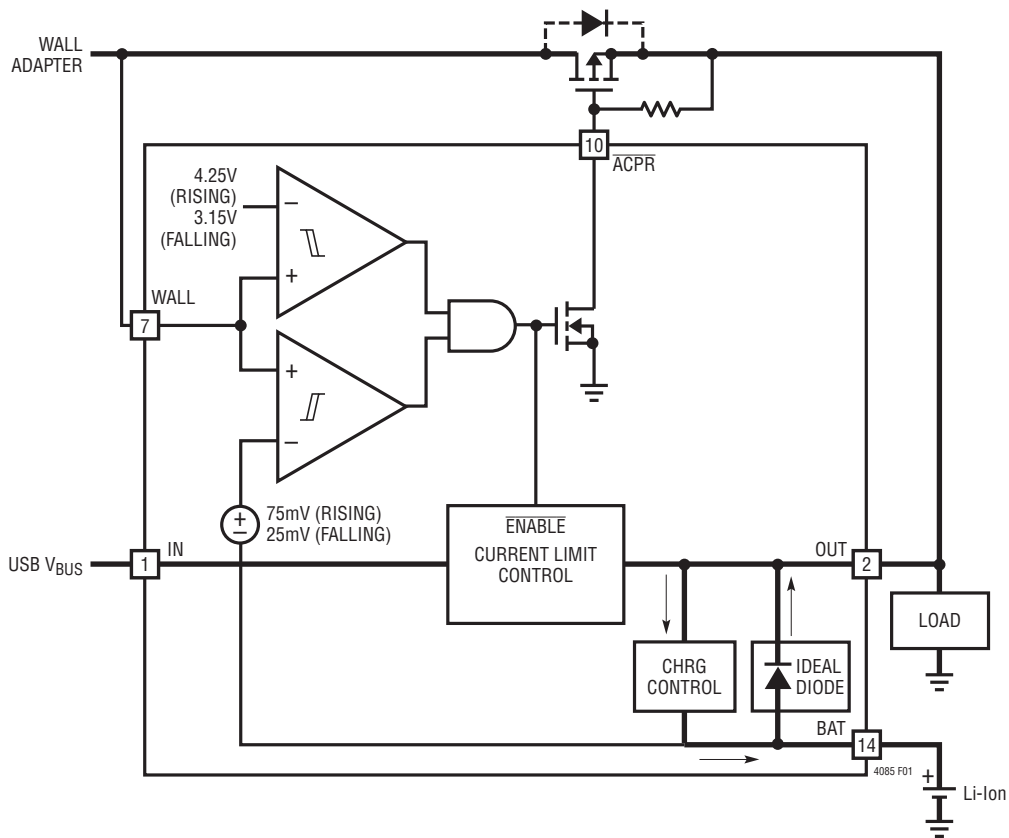 WALL
ADAPTER
10
ACPR
4.25V
(RISING)
3.15V
(FALLING)
–
+
WALL
7
+
–
75mV (RISING)
25mV (FALLING)
+
–
ENABLE
CURRENT LIMIT
CONTROL
USB VBUS
1
IN
OUT
2
LOAD
CHRG
CONTROL
IDEAL
DIODE
BAT
14
4085 F01
+
Li-Ion